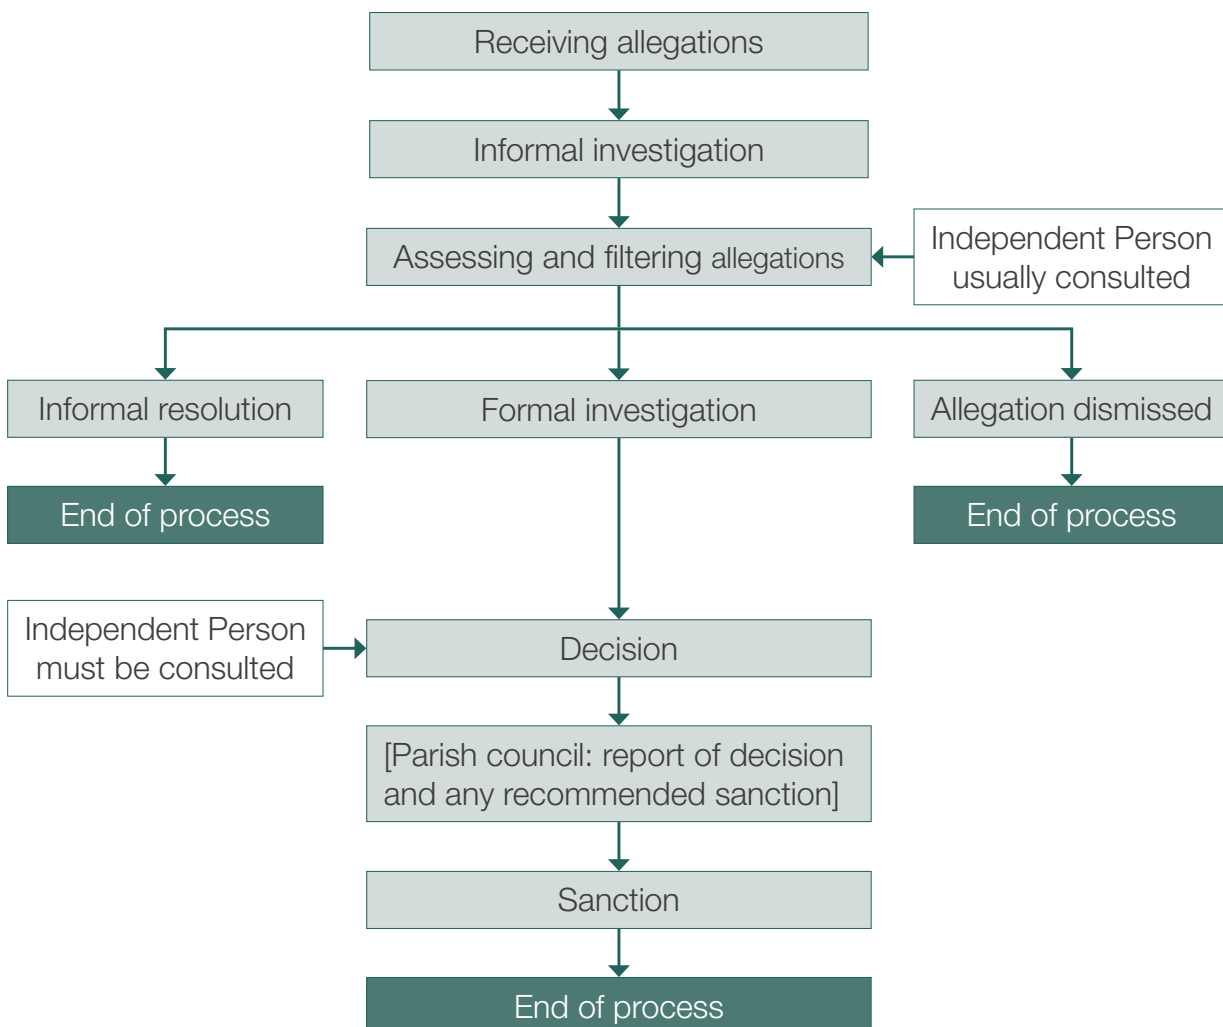 Receiving allegations
Informal investigation
Assessing and filtering allegations
Independent Person
usually consulted
Informal resolution
Formal investigation
Allegation dismissed
End of process
End of process
Independent Person
must be consulted
Decision
[Parish council: report of decision
and any recommended sanction]
Sanction
End of process